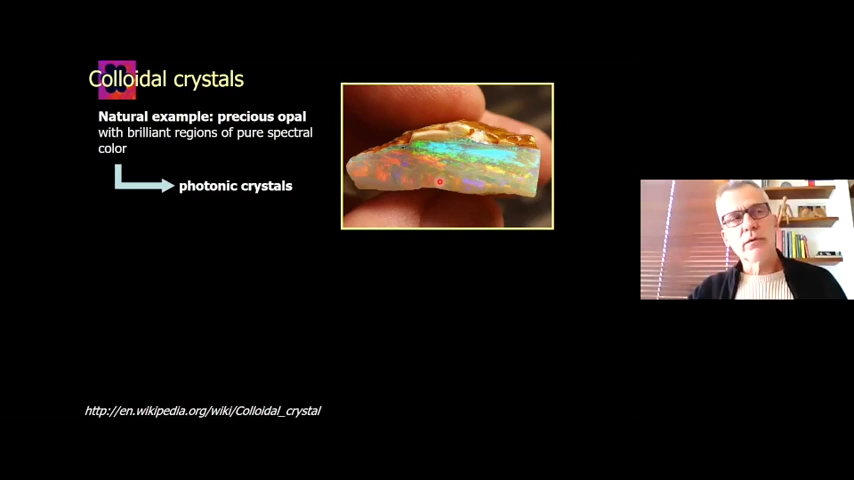 Colloidal crystals
Natural example: precious opal
with brilliant regions of pure spectral
color
photonic crystals
http://en.wikipedia.org/wiki/Colloidal_crystal